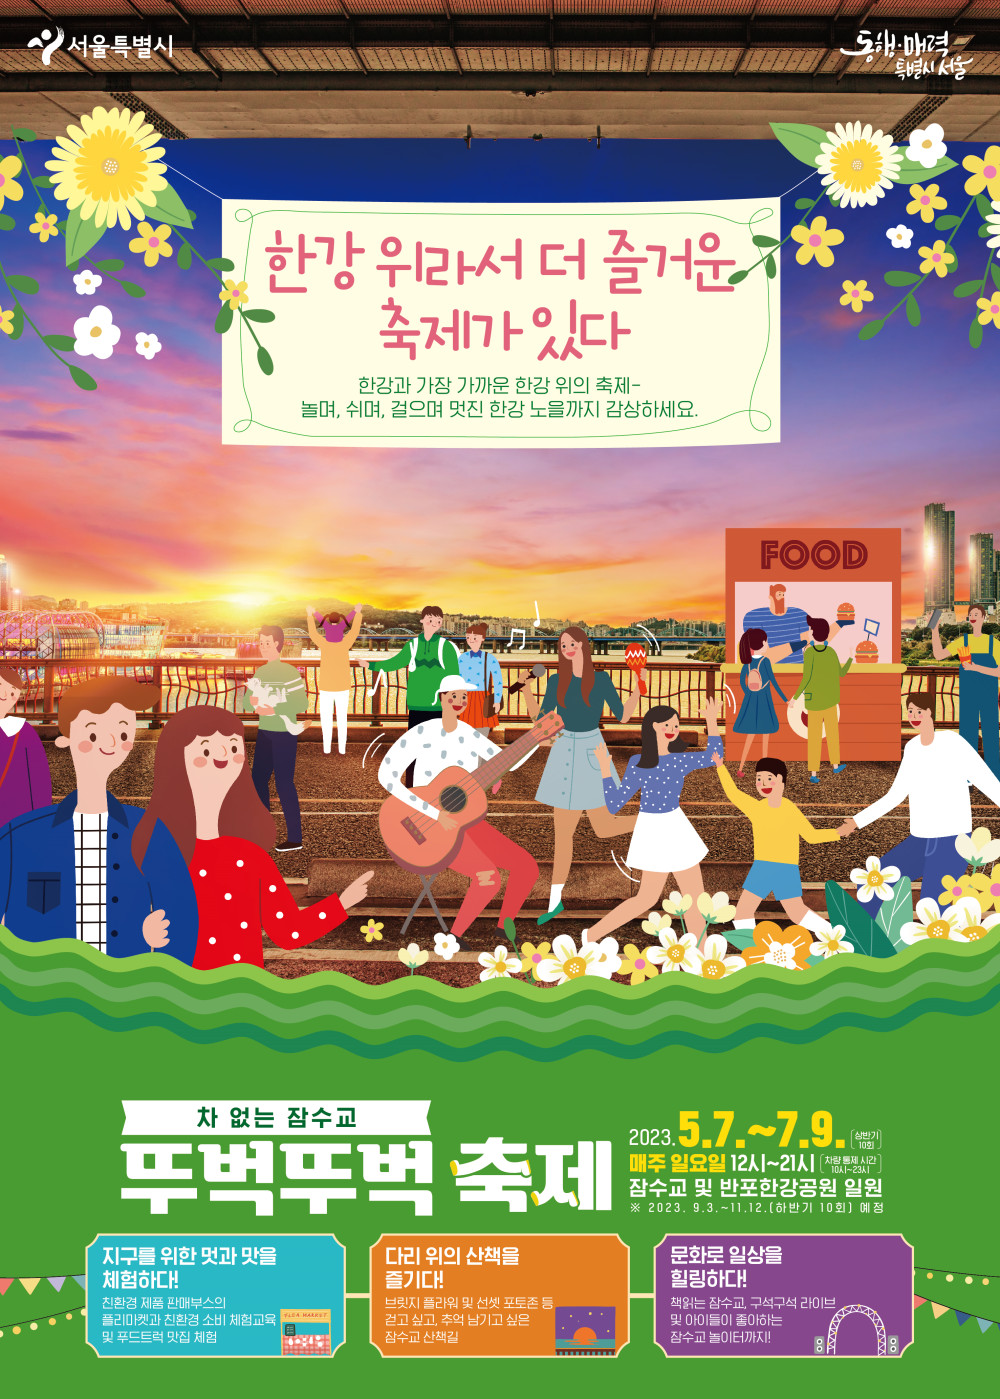 서울특별시
동행·매력
특별시 서울
한강 위라서 더 즐거운
축제가 있다
한강과 가장 가까운 한강 위의 축제-
놀며, 쉬며, 걸으며 멋진 한강 노을까지 감상하세요.
FOOD
차 없는 잠수교
뚜벅뚜벅 축제
2023. 5.7.~7.9. [상반기 10회]
매주 일요일 12시~21시 [차량 통제 시간 10시~23시]
잠수교 및 반포한강공원 일원
※ 2023. 9.3.~11.12.(하반기 10회) 예정
지구를 위한 멋과 맛을
체험하다!
친환경 제품 판매부스의
플리마켓과 친환경 소비 체험교육
및 푸드트럭 맛집 체험
FLEA MARKET
다리 위의 산책을
즐기다!
브릿지 플라워 및 선셋 포토존 등
걷고 싶고, 추억 남기고 싶은
잠수교 산책길
문화로 일상을
힐링하다!
책읽는 잠수교, 구석구석 라이브
및 아이들이 좋아하는
잠수교 놀이터까지!